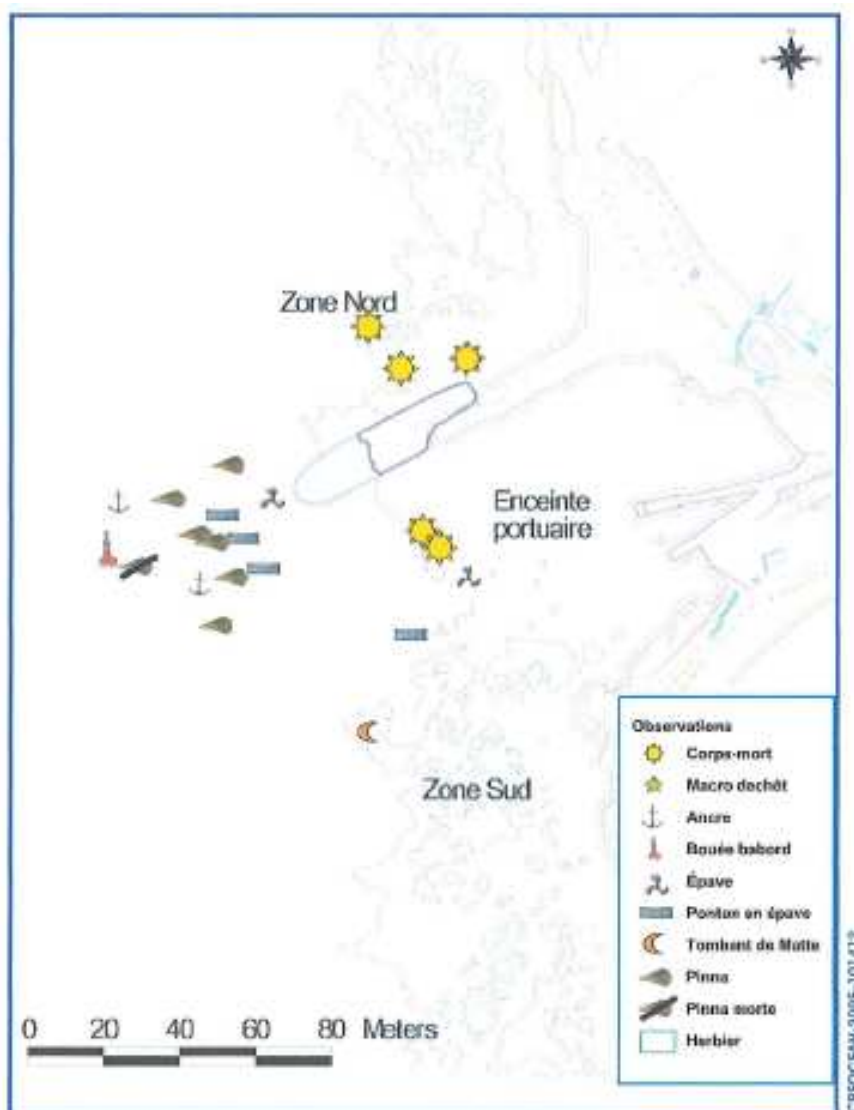 Zone Nord
Enceinte
portuaire
Zone Sud
Observations
Corps-mort
Macro dechêt
Ancre
Bouée babord
Épave
Ponton en épave
Tombant de Matte
Pinna
Pinna morte
Herbier
0 20 40 60 80 Meters